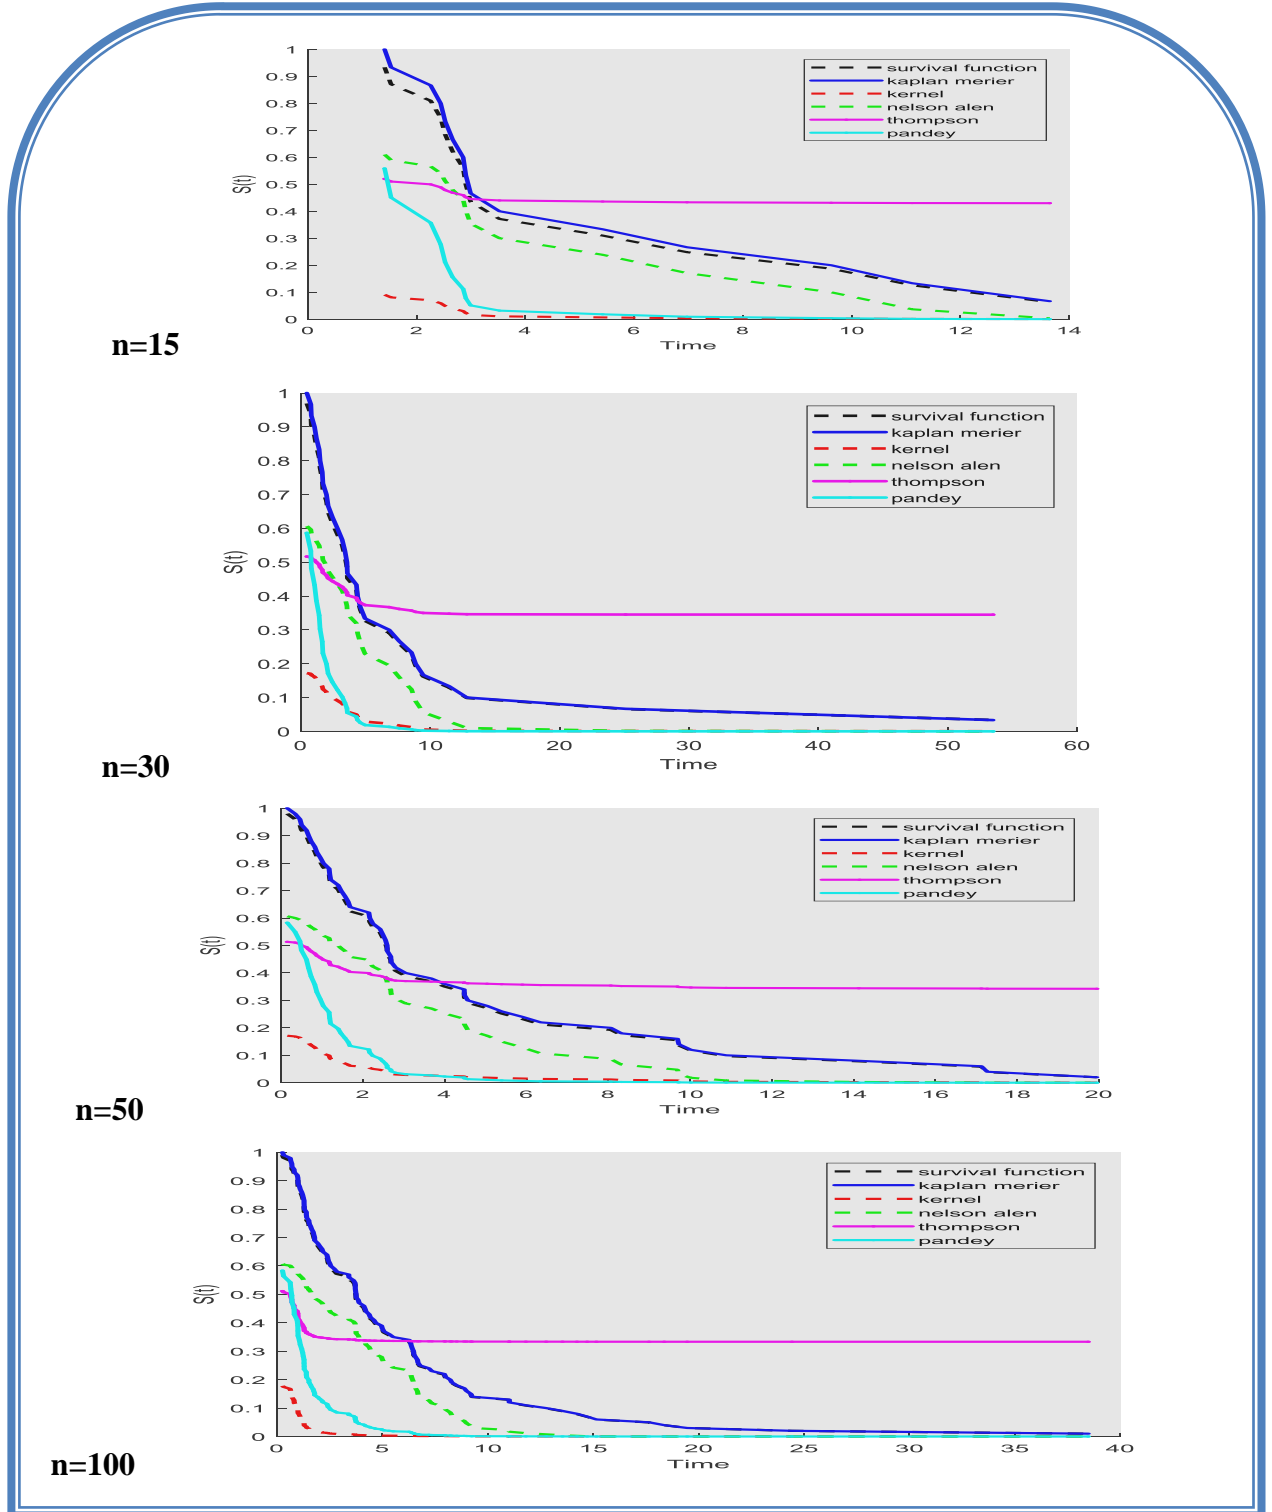 1
0.9
0.8
0.7
0.6
0.5
0.4
0.3
0.2
0.1
0
S(t)
survival function
kaplan merier
kernel
nelson alen
thompson
pandey
0 2 4 6 8 10 12 14
Time
n=15
1
0.9
0.8
0.7
0.6
0.5
0.4
0.3
0.2
0.1
0
S(t)
survival function
kaplan merier
kernel
nelson alen
thompson
pandey
0 10 20 30 40 50 60
Time
n=30
1
0.9
0.8
0.7
0.6
0.5
0.4
0.3
0.2
0.1
0
S(t)
survival function
kaplan merier
kernel
nelson alen
thompson
pandey
0 2 4 6 8 10 12 14 16 18 20
Time
n=50
1
0.9
0.8
0.7
0.6
0.5
0.4
0.3
0.2
0.1
0
S(t)
survival function
kaplan merier
kernel
nelson alen
thompson
pandey
0 5 10 15 20 25 30 35 40
Time
n=100